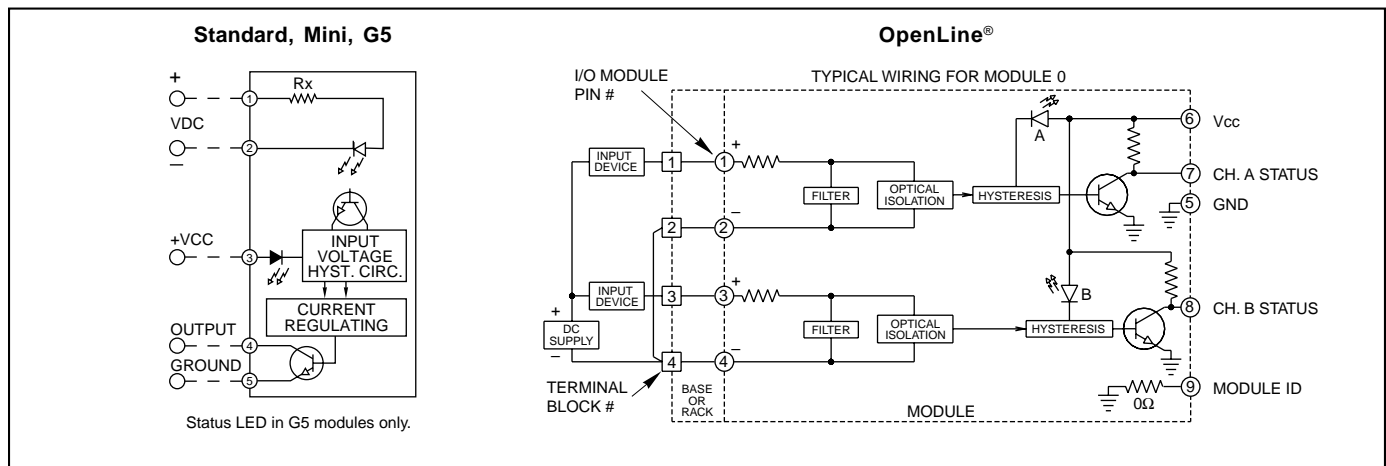 Standard, Mini, G5
+
1
Rx
VDC
2
–
+VCC
3
INPUT
VOLTAGE
HYST. CIRC.
CURRENT
REGULATING
OUTPUT
4
GROUND
5
Status LED in G5 modules only.
OpenLine®
I/O MODULE
PIN #
TYPICAL WIRING FOR MODULE 0
A
6 Vcc
INPUT
DEVICE
1 1 +
FILTER
OPTICAL
ISOLATION
HYSTERESIS
7 CH. A STATUS
5 GND
2 2 –
INPUT
DEVICE
3 3 +
B
8 CH. B STATUS
+
DC
SUPPLY
–
FILTER
OPTICAL
ISOLATION
HYSTERESIS
4 4 –
TERMINAL
BLOCK #
BASE
OR
RACK
MODULE
0Ω
9 MODULE ID